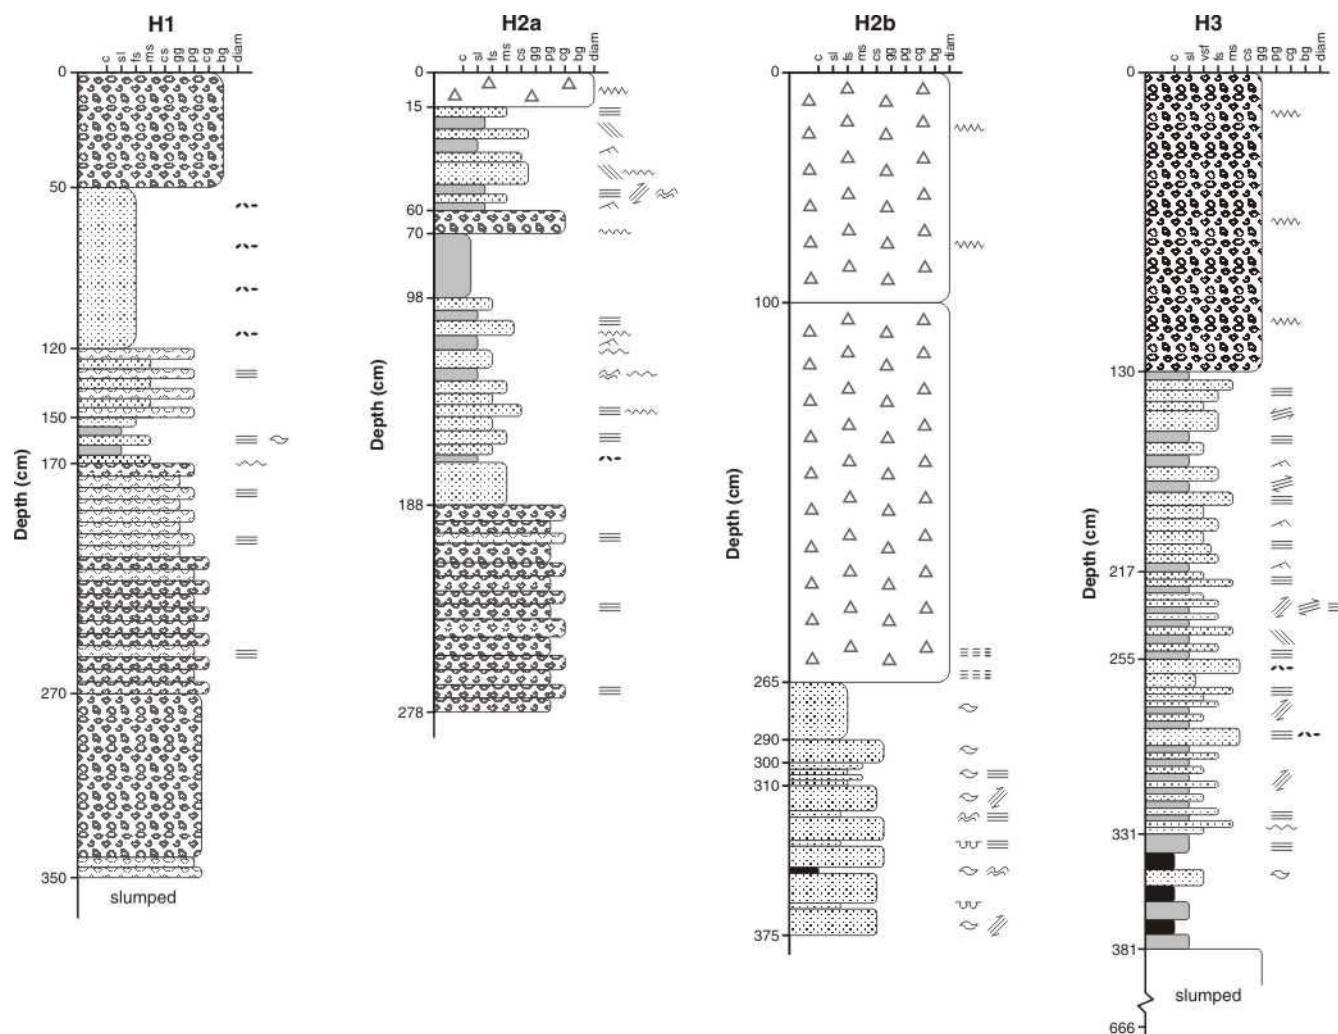 H1
c sl fs ms cs gg pg cg bg diam
0
50
120
150
170
270
350
Depth (cm)
slumped
H2a
c sl fs ms cs gg pg cg bg diam
0
15
60
70
98
188
278
Depth (cm)
H2b
c sl fs ms cs gg pg cg bg diam
0
100
265
290
300
310
375
Depth (cm)
H3
c sl vsf fs ms cs gg pg cg bg diam
0
130
217
255
331
381
666
Depth (cm)
slumped